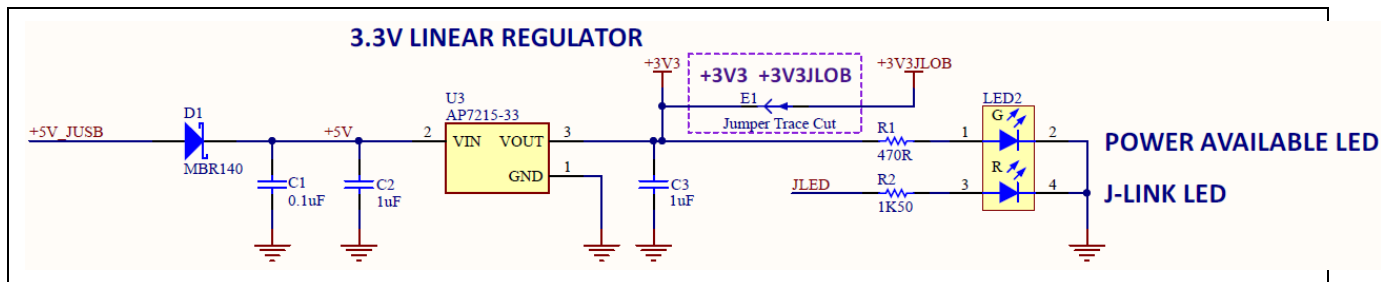 3.3V LINEAR REGULATOR
+3V3
+3V3 +3V3JLOB
+3V3JLOB
E1
Jumper Trace Cut
U3
AP7215-33
LED2
D1
+5V_JUSB
MBR140
+5V
2
VIN
VOUT
3
GND
1
R1
470R
1
G
2
POWER AVAILABLE LED
C1
0.1uF
C2
1uF
C3
1uF
JLED
R2
1K50
3
R
4
J-LINK LED